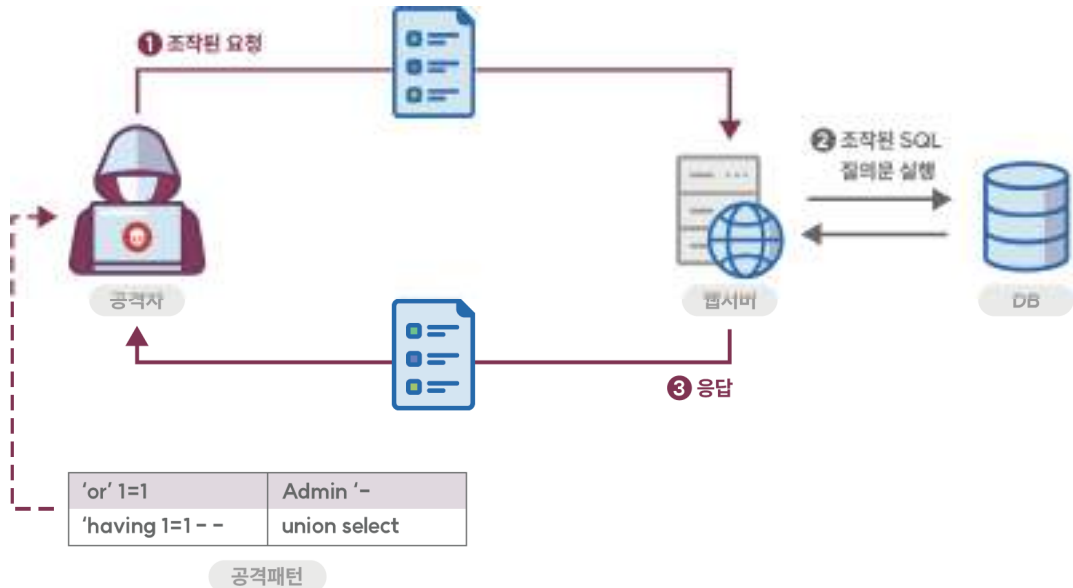 ❶ 조작된 요청
❷ 조작된 SQL
질의문 실행
공격자
웹서버
DB
❸ 응답
‘or’ 1=1
Admin ‘–
‘having 1=1 – –
union select
공격패턴